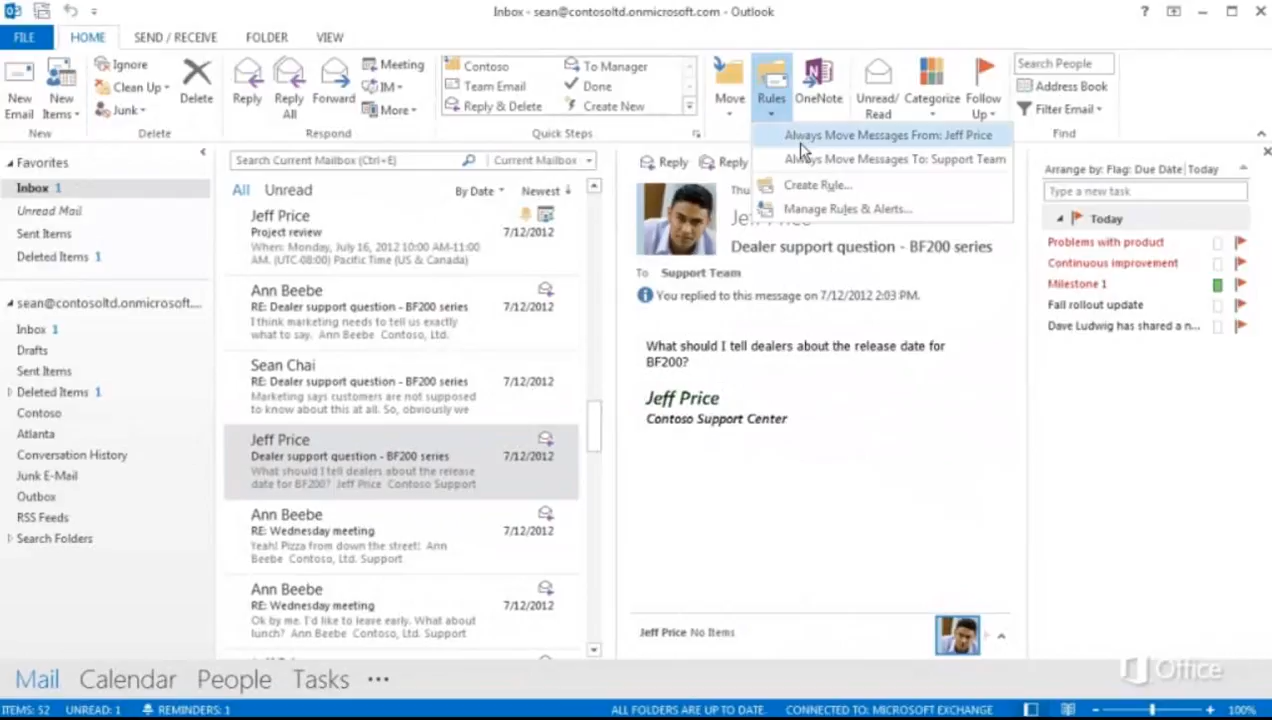 Inbox - sean@contosoltd.onmicrosoft.com - Outlook
FILE HOME SEND / RECEIVE FOLDER VIEW
New Email
New Items
New
Ignore
Clean Up
Junk
Delete
Delete
Reply
Reply All
Forward
Meeting
IM
More
Respond
Contoso
Team Email
Reply & Delete
To Manager
Done
Create New
Quick Steps
Move
Rules
OneNote
Unread/ Read
Categorize
Follow Up
Search People
Address Book
Filter Email
Find
Always Move Messages From: Jeff Price
Always Move Messages To: Support Team
Create Rule...
Manage Rules & Alerts...
Favorites
Inbox 1
Unread Mail
Sent Items
Deleted Items 1
sean@contosoltd.onmicrosoft....
Inbox 1
Drafts
Sent Items
Deleted Items 1
Contoso
Atlanta
Conversation History
Junk E-Mail
Outbox
RSS Feeds
Search Folders
Search Current Mailbox (Ctrl+E) Current Mailbox
All Unread By Date Newest
Jeff Price
Project review 7/12/2012
When: Monday, July 16, 2012 10:00 AM-11:00
AM. (UTC-08:00) Pacific Time (US & Canada)
Ann Beebe
RE: Dealer support question - BF200 series 7/12/2012
I think marketing needs to tell us exactly
what to say. Ann Beebe Contoso, Ltd.
Sean Chai
RE: Dealer support question - BF200 series 7/12/2012
Marketing says customers are not supposed
to know about this at all. So, obviously we
Jeff Price
Dealer support question - BF200 series 7/12/2012
What should I tell dealers about the release
date for BF200? Jeff Price Contoso Support
Ann Beebe
RE: Wednesday meeting 7/12/2012
Yeah! Pizza from down the street! Ann
Beebe Contoso, Ltd. Support
Ann Beebe
RE: Wednesday meeting 7/12/2012
Ok by me. I'd like to leave early. What about
lunch? Ann Beebe Contoso, Ltd. Support
Reply Reply
Thu
Dealer support question - BF200 series
To Support Team
You replied to this message on 7/12/2012 2:03 PM.
What should I tell dealers about the release date for
BF200?
Jeff Price
Contoso Support Center
Jeff Price No Items
Arrange by: Flag: Due Date Today
Type a new task
Today
Problems with product
Continuous improvement
Milestone 1
Fall rollout update
Dave Ludwig has shared a n...
Mail Calendar People Tasks
Office
ITEMS: 52 UNREAD: 1 REMINDERS: 1 ALL FOLDERS ARE UP TO DATE. CONNECTED TO: MICROSOFT EXCHANGE 100%